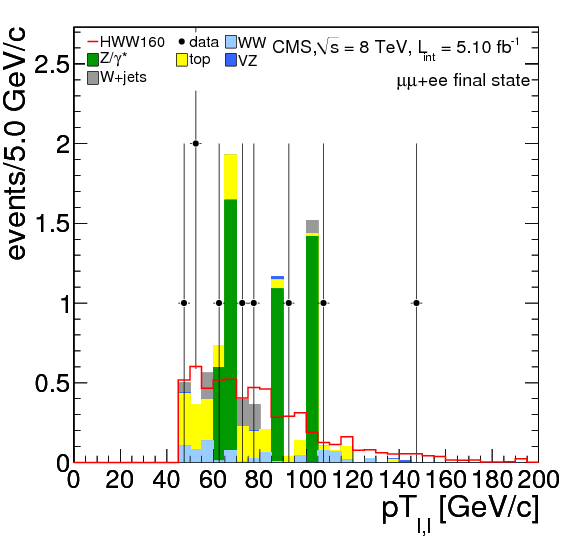 HWW160 data WW CMS,√s = 8 TeV, L_int = 5.10 fb⁻¹
Z/γ* top VZ
W+jets
μμ+ee final state
events/5.0 GeV/c
2.5
2
1.5
1
0.5
0
0 20 40 60 80 100 120 140 160 180 200
pT_l,l [GeV/c]